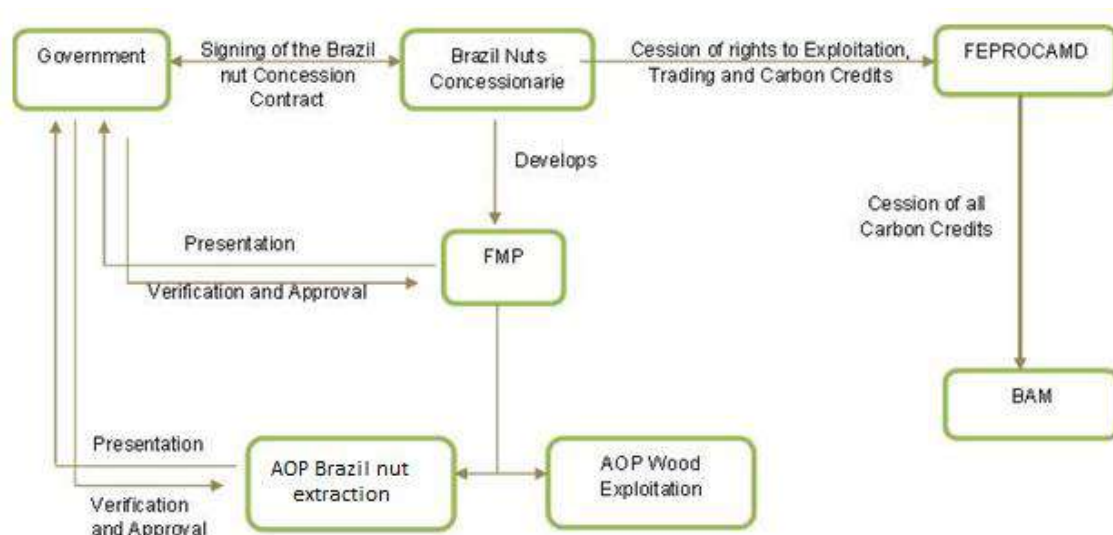 Government
Signing of the Brazil
nut Concession
Contract
Brazil Nuts
Concessionarie
Cession of rights to Exploitation,
Trading and Carbon Credits
FEPROCAMD
Develops
Cession of all
Carbon Credits
Presentation
FMP
Verification and Approval
BAM
Presentation
AOP Brazil nut
extraction
AOP Wood
Exploitation
Verification
and Approval